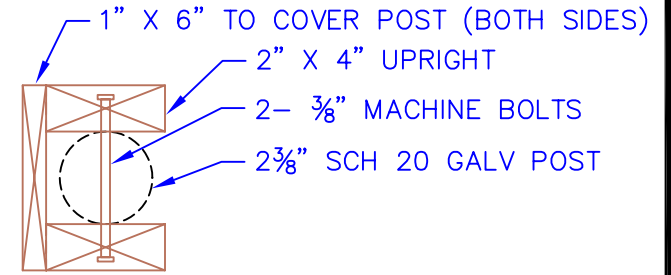 1” X 6” TO COVER POST (BOTH SIDES)
2” X 4” UPRIGHT
2– ⅜” MACHINE BOLTS
2⅜” SCH 20 GALV POST